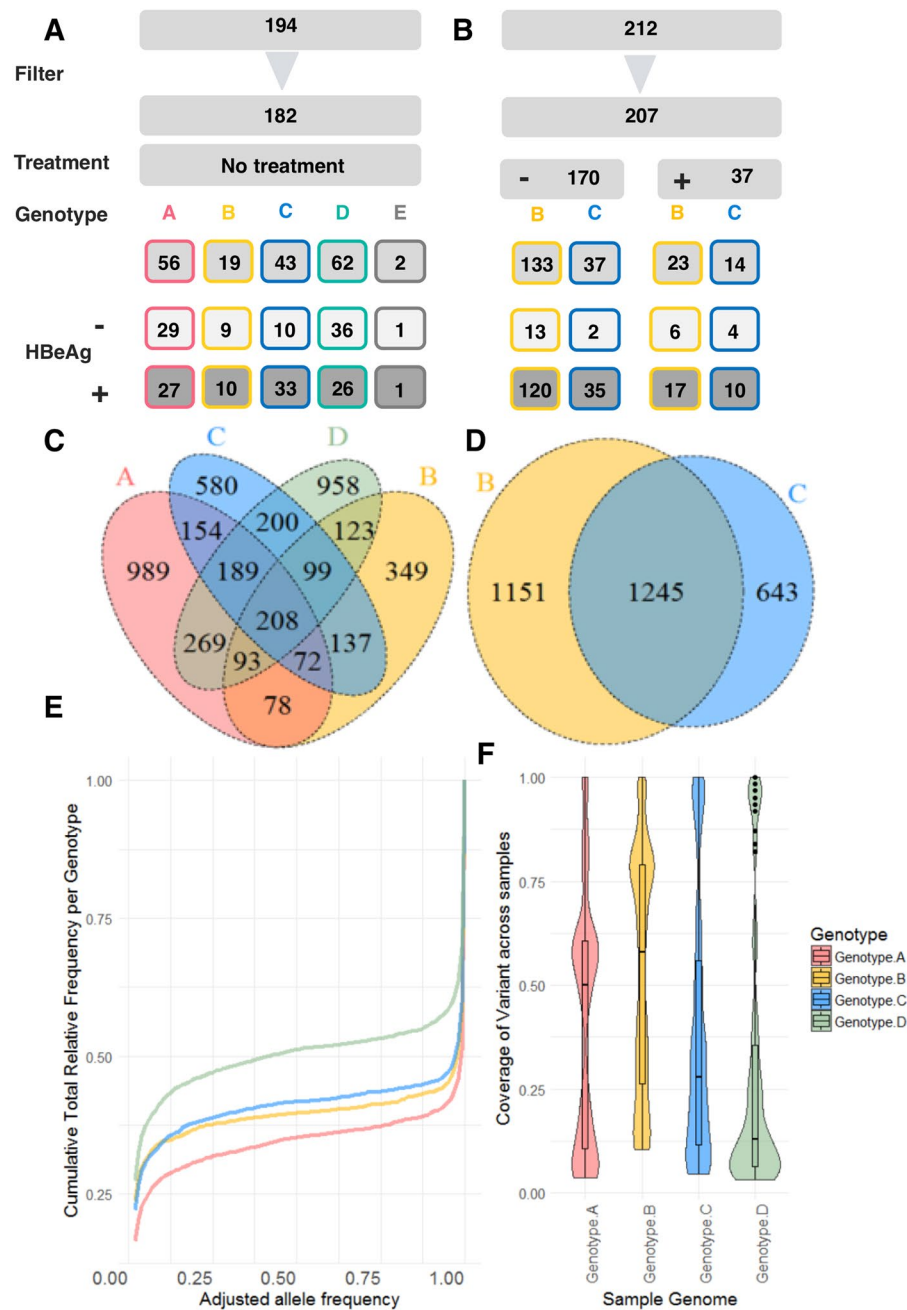 A
194
Filter
182
Treatment
No treatment
Genotype
A B C D E
56 19 43 62 2
-
29 9 10 36 1
HBeAg
+
27 10 33 26 1
B
212
207
- 170 + 37
B C B C
133 37 23 14
13 2 6 4
120 35 17 10
C
A C D B
580 958
154 200 123
989 189 99 349
208
269 93 72 137
78
D
B C
1151 1245 643
E
Cumulative Total Relative Frequency per Genotype
1.00
0.75
0.50
0.25
0.00 0.25 0.50 0.75 1.00
Adjusted allele frequency
F
Coverage of Variant across samples
1.00
0.75
0.50
0.25
0.00
Genotype.A
Genotype.B
Genotype.C
Genotype.D
Sample Genome
Genotype
Genotype.A
Genotype.B
Genotype.C
Genotype.D